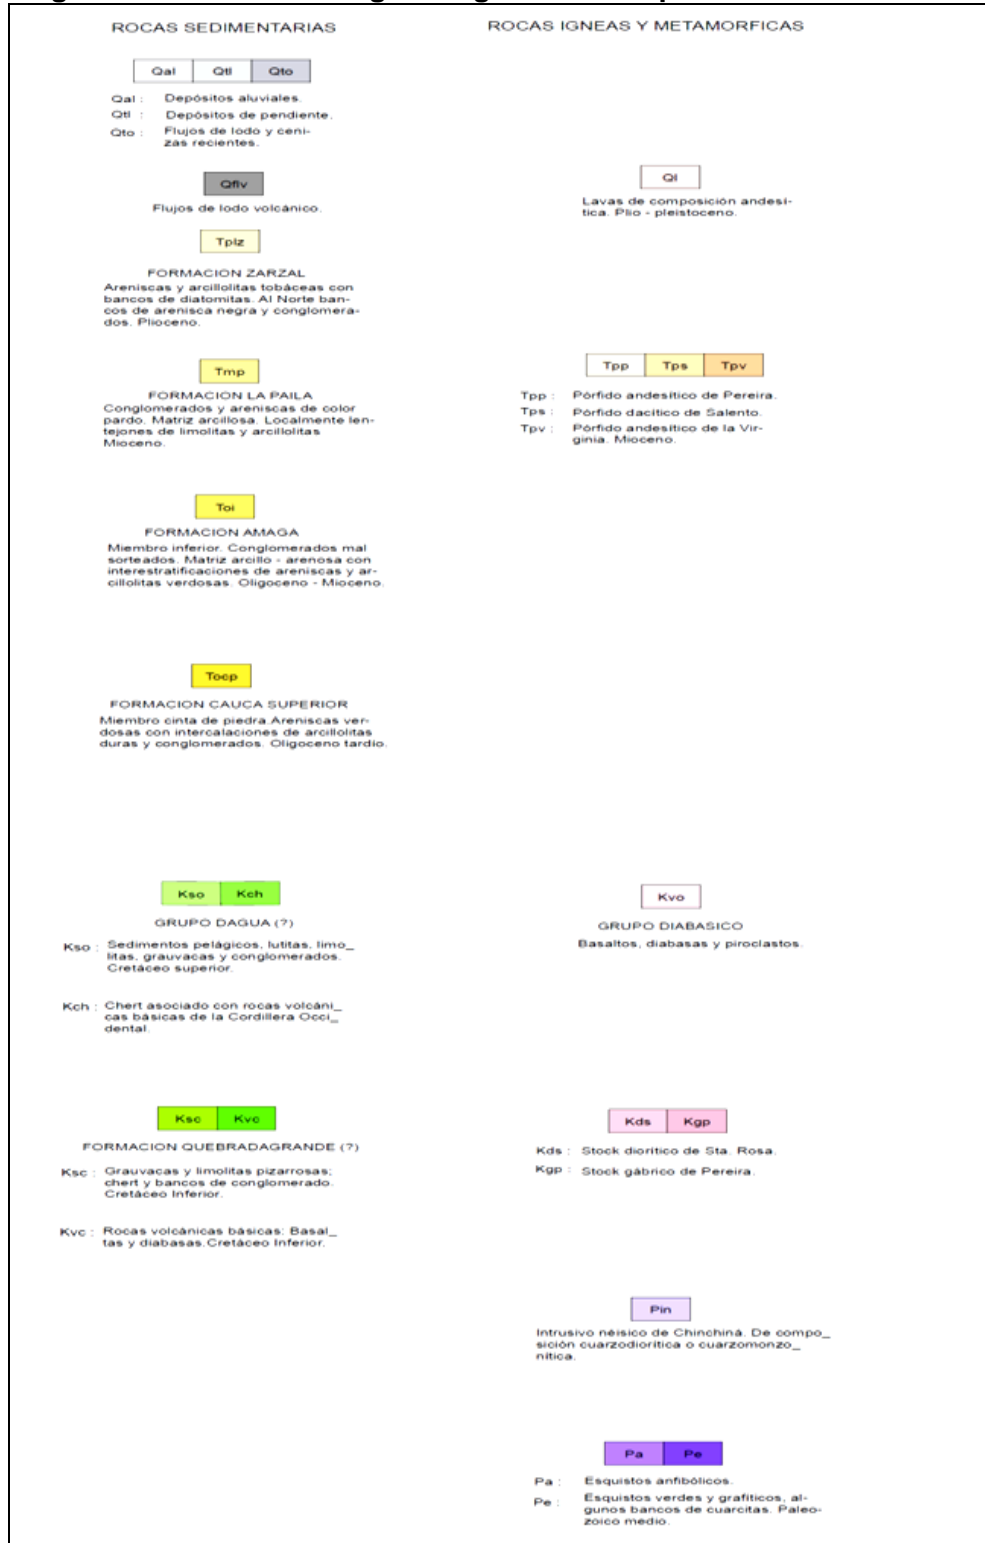 ROCAS SEDIMENTARIAS
Qal Qtl Qto
Qal : Depósitos aluviales.
Qtl : Depósitos de pendiente.
Qto : Flujos de lodo y ceni-
zas recientes.
Qflv
Flujos de lodo volcánico.
Tplz
FORMACION ZARZAL
Areniscas y arcillolitas tobáceas con
bancos de diatomitas. Al Norte ban-
cos de arenisca negra y conglomera-
dos. Plioceno.
Tmp
FORMACION LA PAILA
Conglomerados y areniscas de color
pardo. Matriz arcillosa. Localmente len-
tejones de limolitas y arcillolitas
Mioceno.
Toi
FORMACION AMAGA
Miembro inferior. Conglomerados mal
sorteados. Matriz arcillo - arenosa con
interestratificaciones de areniscas y ar-
cillolitas verdosas. Oligoceno - Mioceno.
Tocp
FORMACION CAUCA SUPERIOR
Miembro cinta de piedra.Areniscas ver-
dosas con intercalaciones de arcillolitas
duras y conglomerados. Oligoceno tardío.
Kso Kch
GRUPO DAGUA (?)
Kso : Sedimentos pelágicos, lutitas, limo_
litas, grauvacas y conglomerados.
Cretáceo superior.
Kch : Chert asociado con rocas volcáni_
cas básicas de la Cordillera Occi_
dental.
Ksc Kvc
FORMACION QUEBRADAGRANDE (?)
Ksc : Grauvacas y limolitas pizarrosas;
chert y bancos de conglomerado.
Cretáceo Inferior.
Kvc : Rocas volcánicas básicas: Basal_
tas y diabasas.Cretáceo Inferior.
ROCAS IGNEAS Y METAMORFICAS
Ql
Lavas de composición andesí-
tica. Plio - pleistoceno.
Tpp Tps Tpv
Tpp : Pórfido andesítico de Pereira.
Tps : Pórfido dacítico de Salento.
Tpv : Pórfido andesítico de la Vir-
ginia. Mioceno.
Kvo
GRUPO DIABASICO
Basaltos, diabasas y piroclastos.
Kds Kgp
Kds : Stock diorítico de Sta. Rosa.
Kgp : Stock gábrico de Pereira.
Pin
Intrusivo néisico de Chinchiná. De compo_
sición cuarzodiorítica o cuarzomonzo_
nítica.
Pa Pe
Pa : Esquistos anfibólicos.
Pe : Esquistos verdes y grafíticos, al-
gunos bancos de cuarcitas. Paleo-
zoico medio.